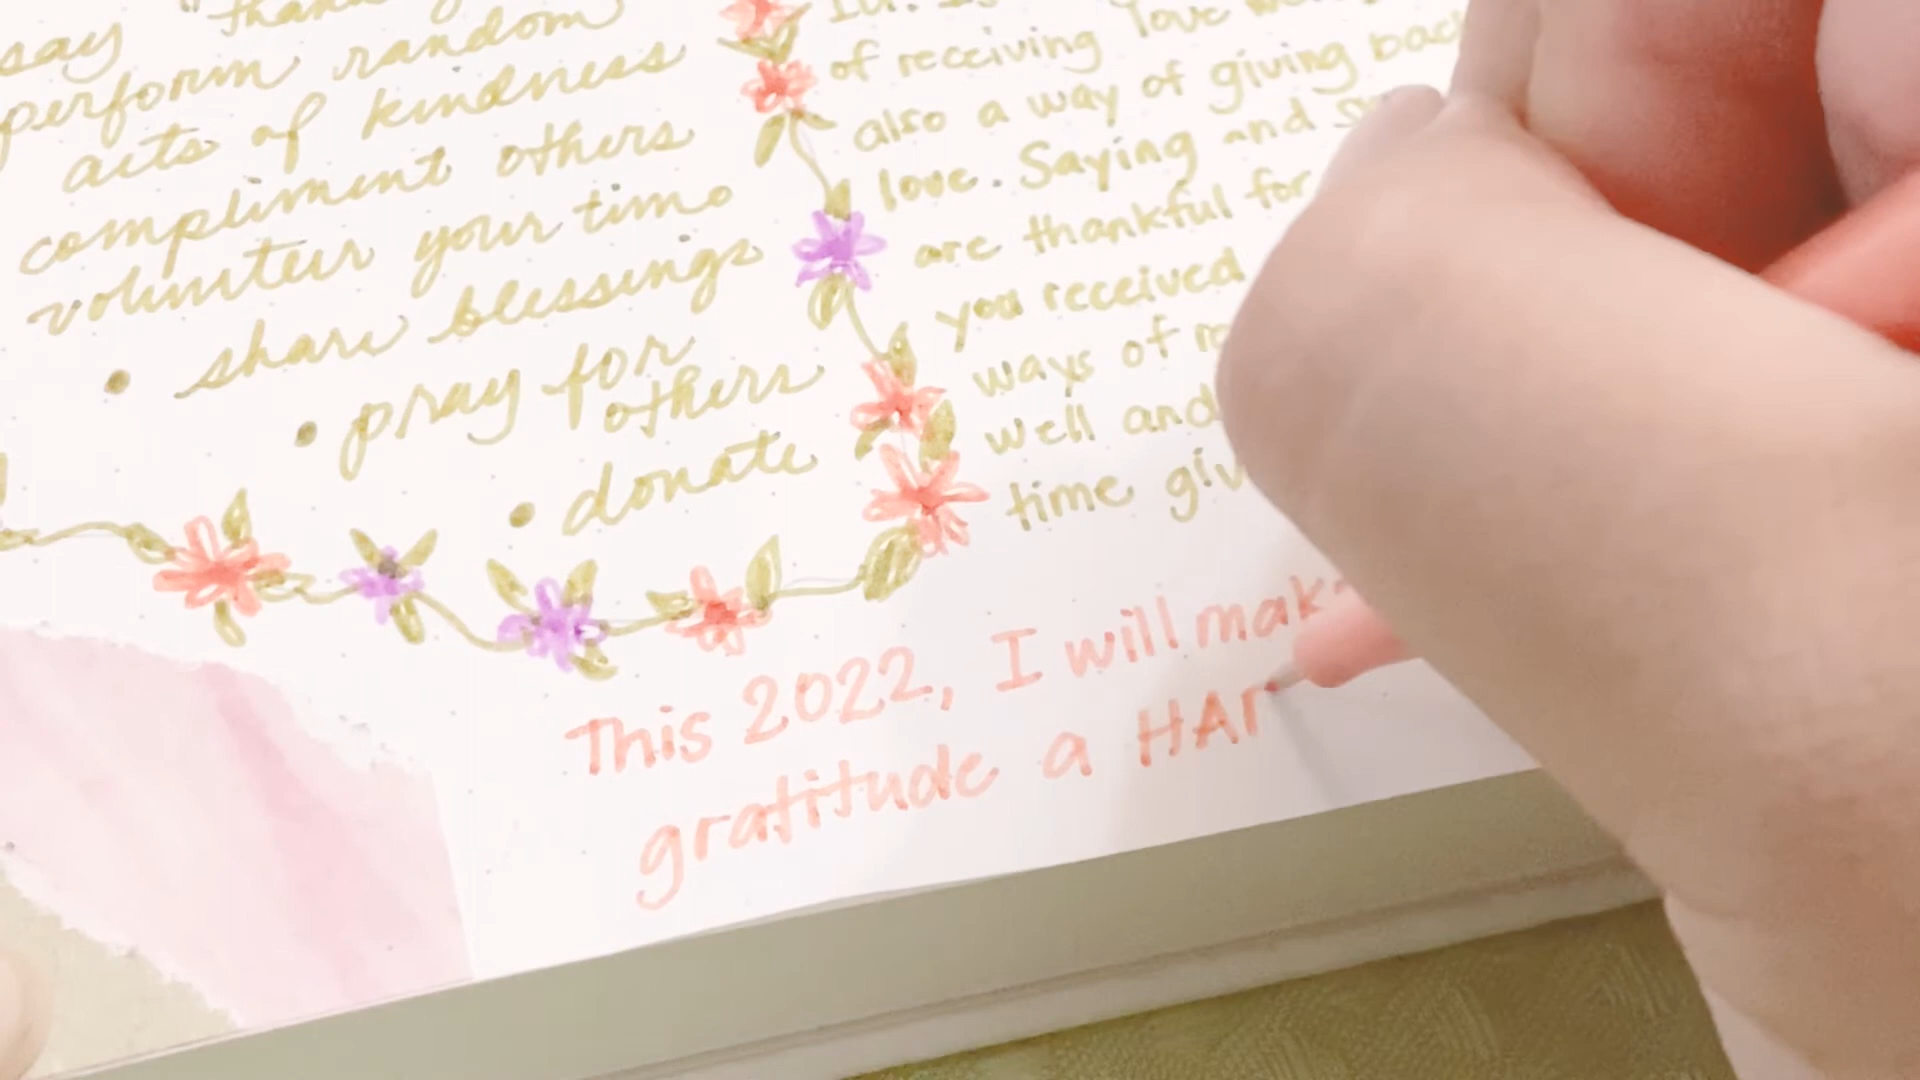 say "thank
perform random
acts of kindness
compliment others
volunteer your time
• share blessings
• pray for
others
• donate
of receiving love
also a way of giving back
love. Saying and
are thankful for
you received
ways of
well and
time giv
This 2022, I will mak
gratitude a HA